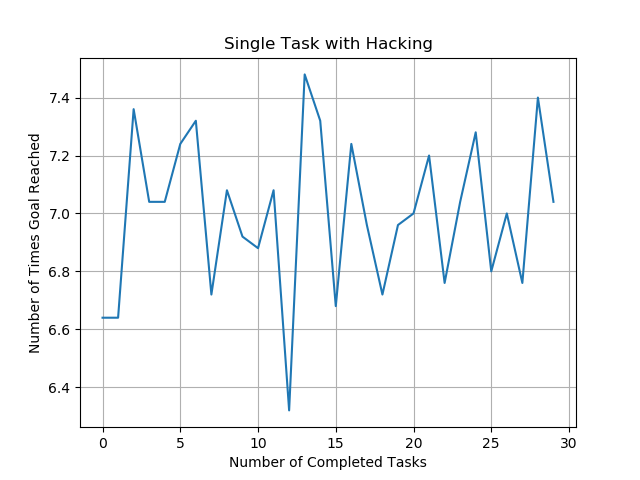 Single Task with Hacking
Number of Times Goal Reached
7.4
7.2
7.0
6.8
6.6
6.4
0 5 10 15 20 25 30
Number of Completed Tasks